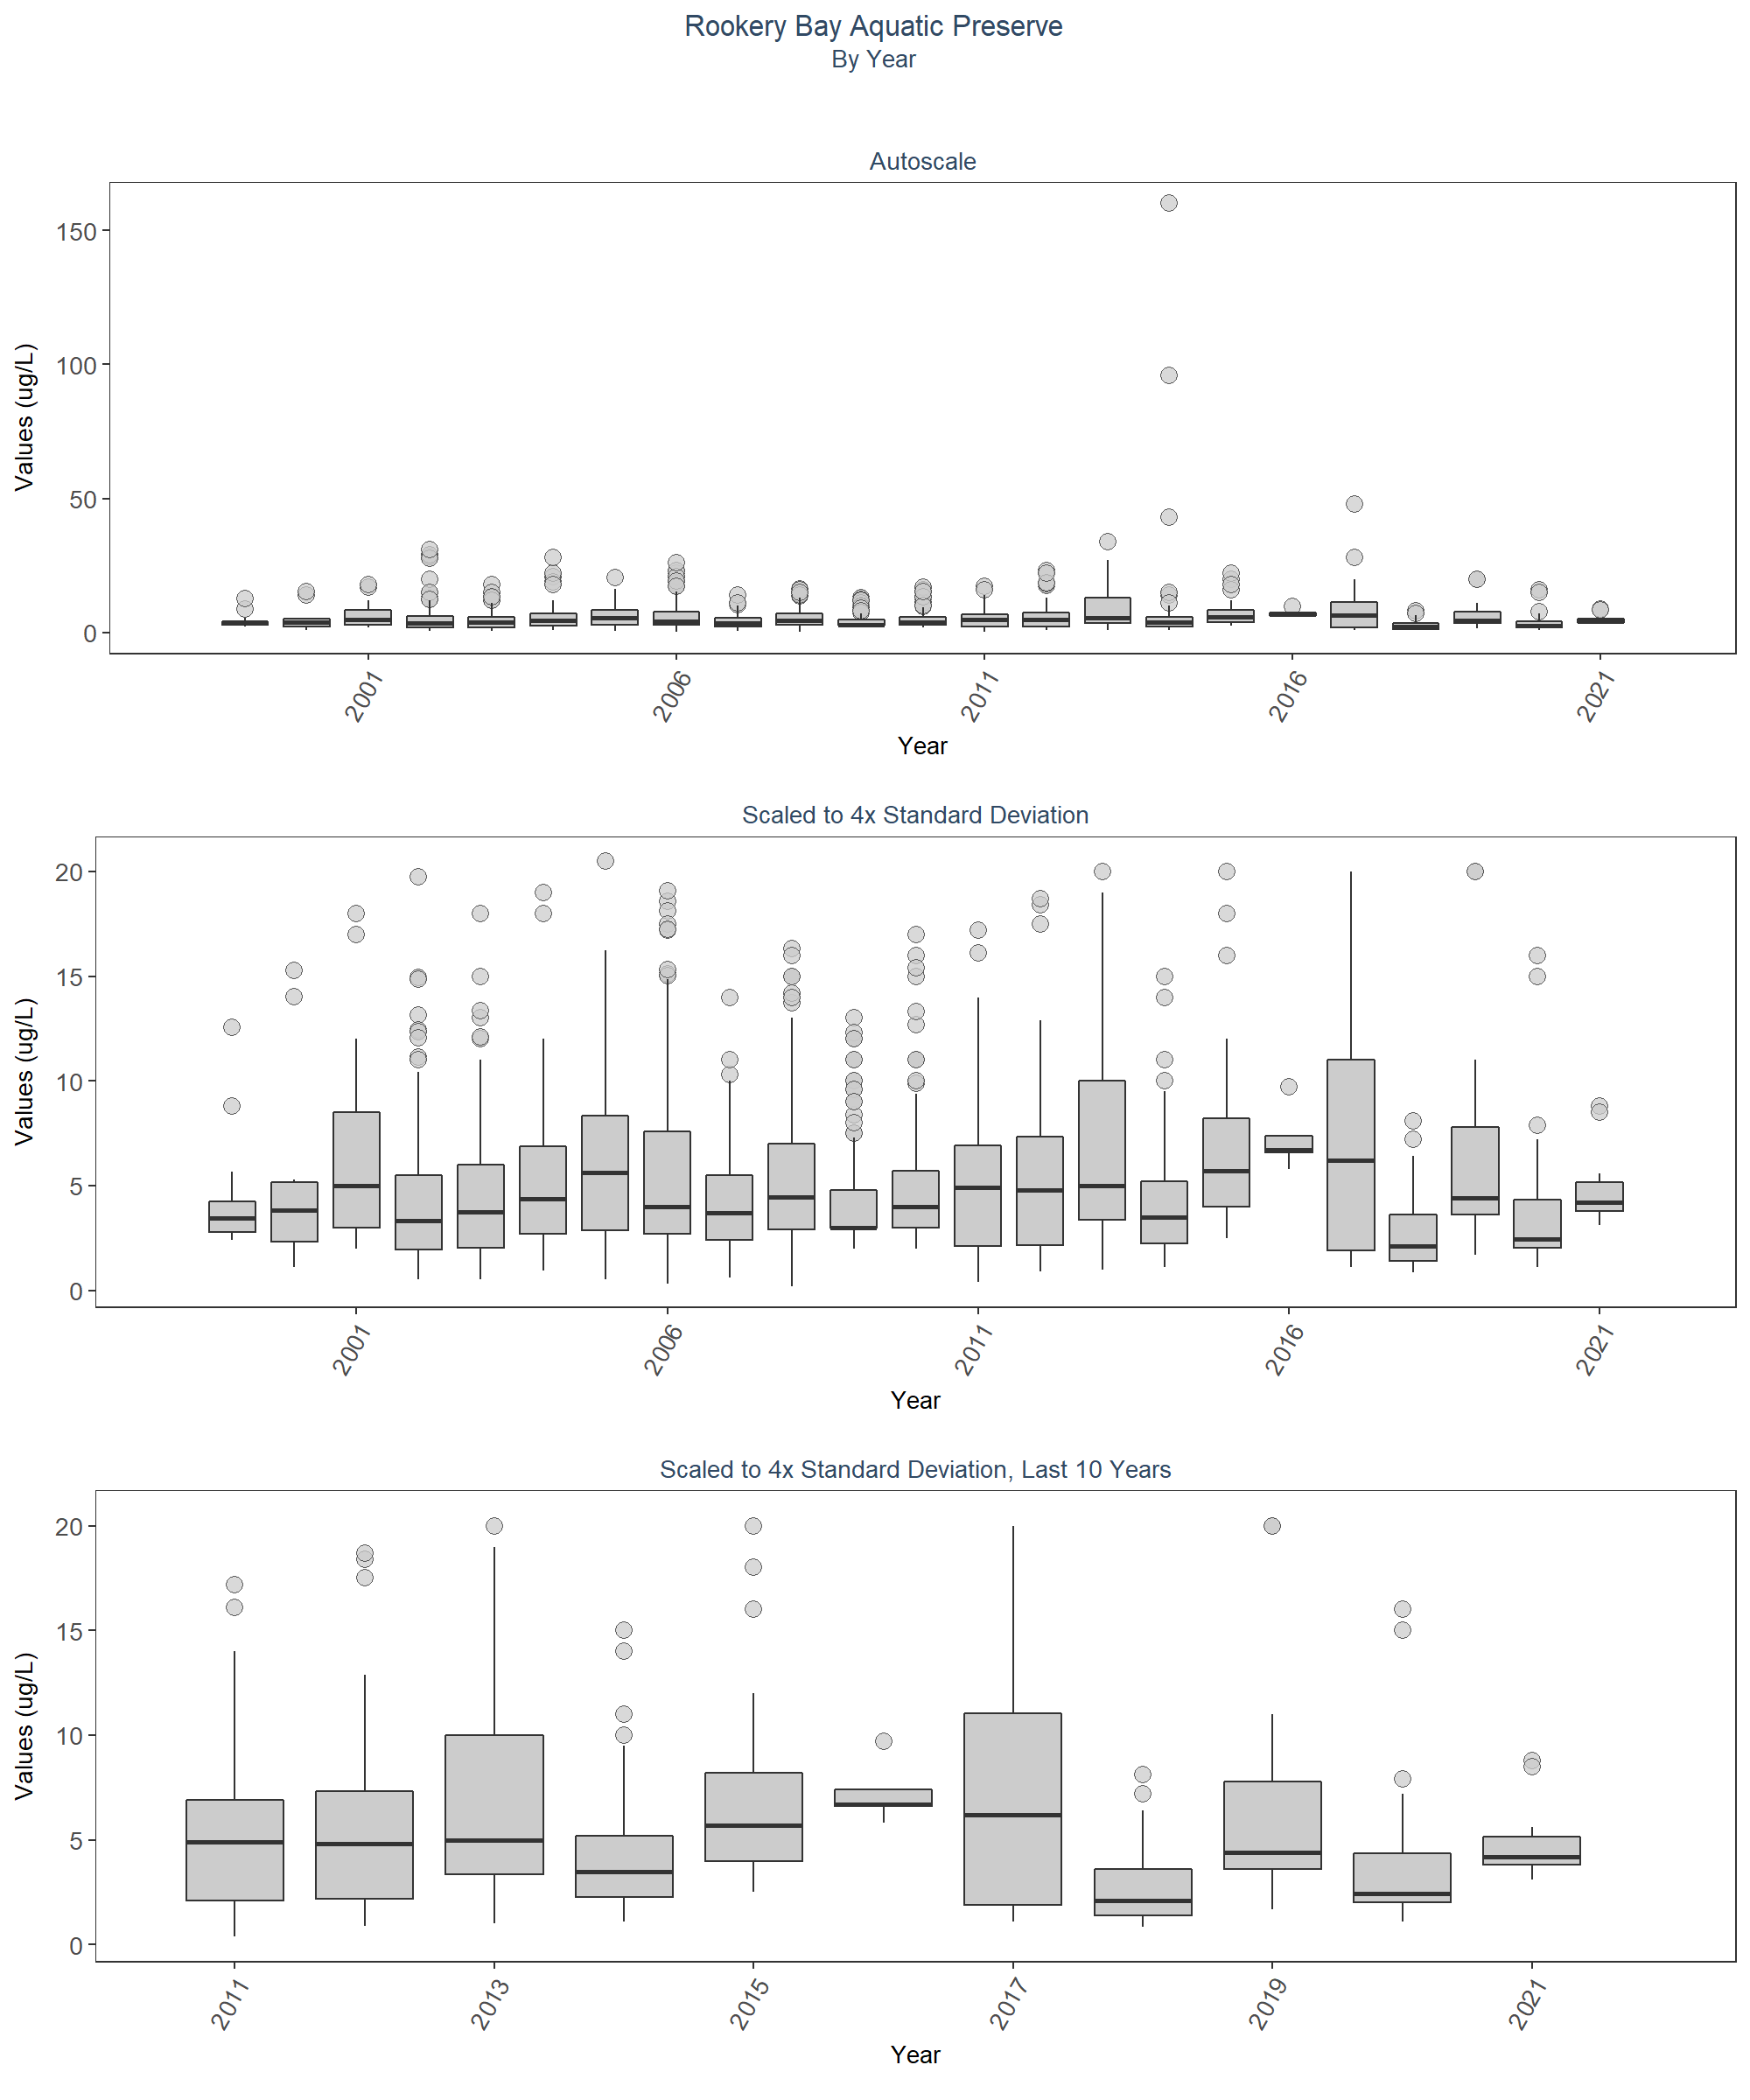 Rookery Bay Aquatic Preserve
By Year
Autoscale
Values (ug/L)
150
100
50
0
2001
2006
2011
2016
2021
Year
Scaled to 4x Standard Deviation
Values (ug/L)
20
15
10
5
0
2001
2006
2011
2016
2021
Year
Scaled to 4x Standard Deviation, Last 10 Years
Values (ug/L)
20
15
10
5
0
2011
2013
2015
2017
2019
2021
Year